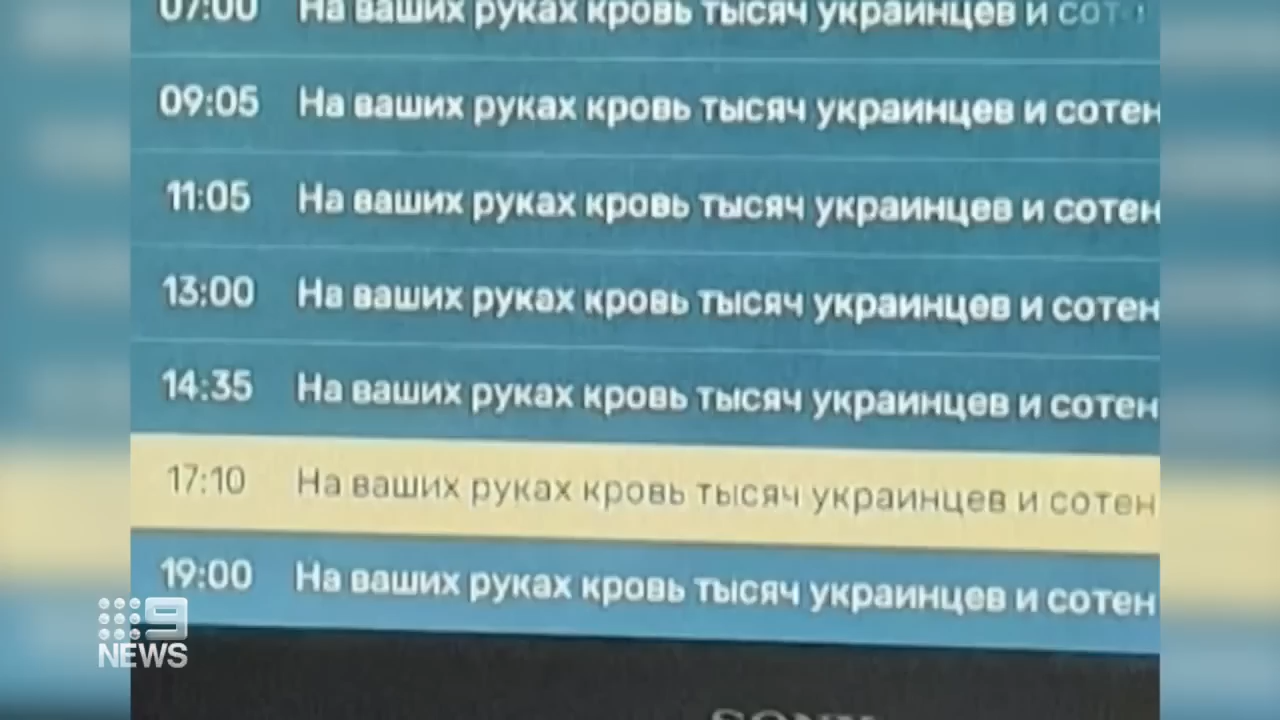 07:00 На ваших руках кровь тысяч украинцев и сот
09:05 На ваших руках кровь тысяч украинцев и сотен
11:05 На ваших руках кровь тысяч украинцев и сотен
13:00 На ваших руках кровь тысяч украинцев и сотен
14:35 На ваших руках кровь тысяч украинцев и сотен
17:10 На ваших руках кровь тысяч украинцев и сотен
19:00 На ваших руках кровь тысяч украинцев и сотен
9
NEWS
SONY